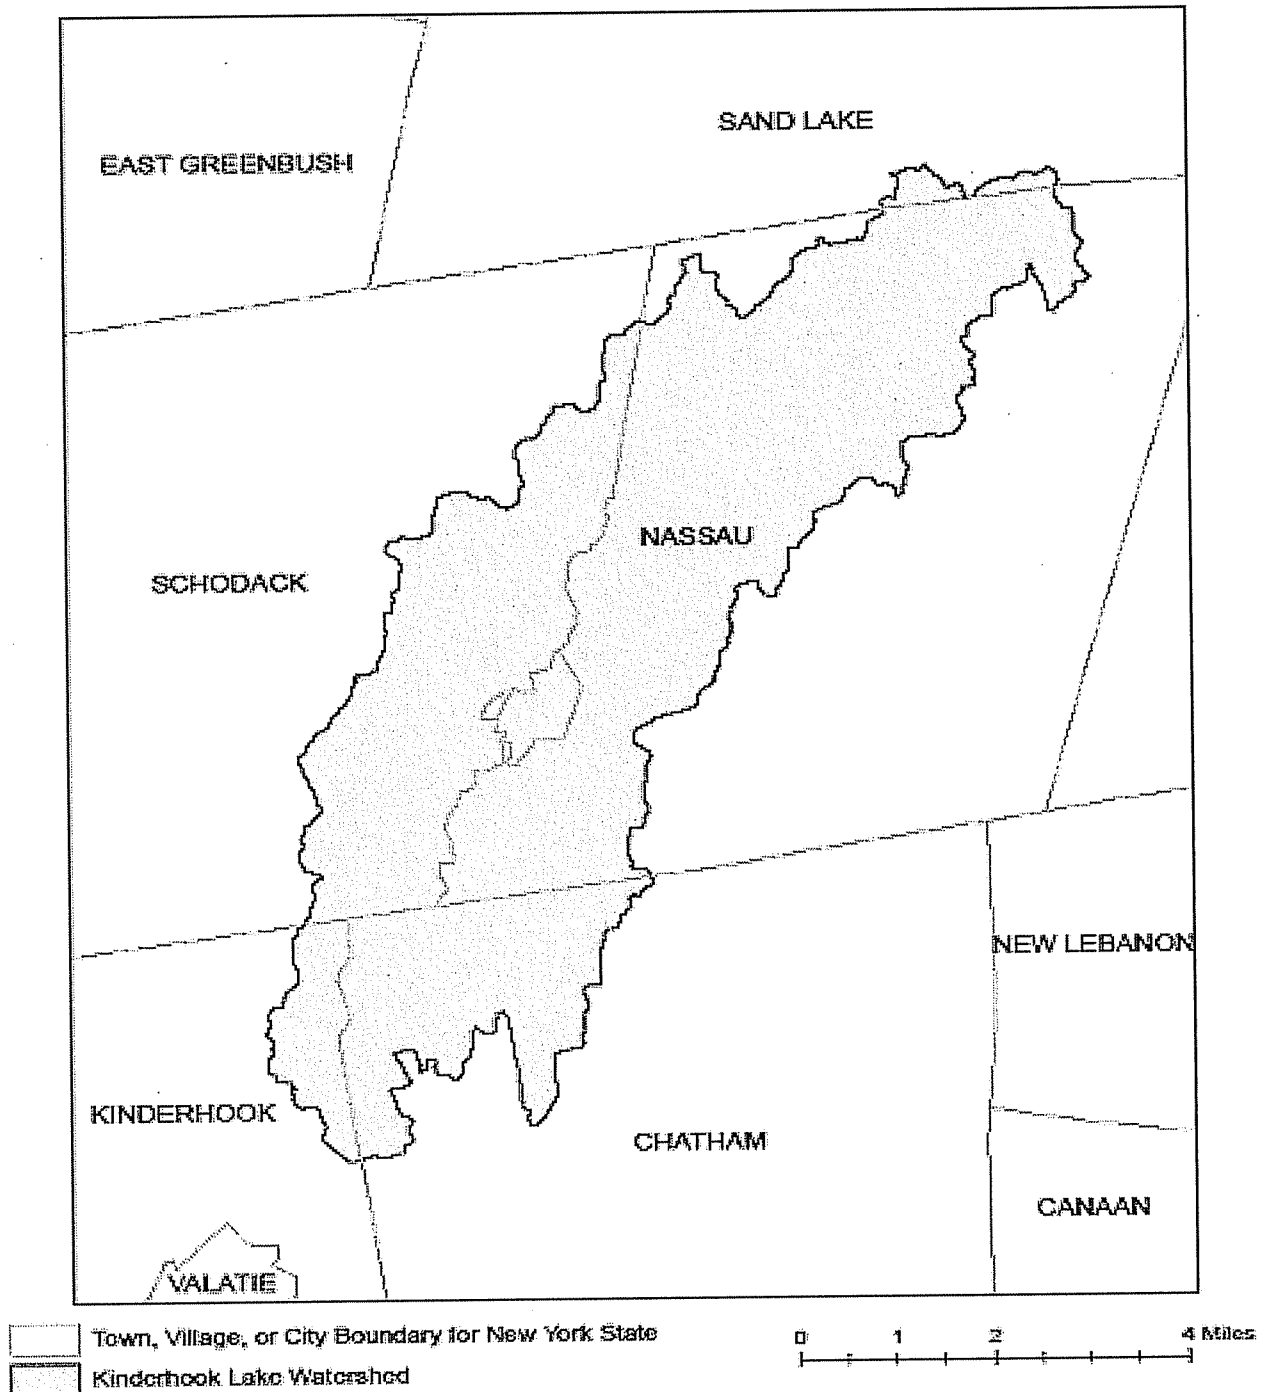 SAND LAKE
EAST GREENBUSH
NASSAU
SCHODACK
NEW LEBANON
KINDERHOOK
CHATHAM
CANAAN
VALATIE
Town, Village, or City Boundary for New York State
0 1 2 4 Miles
Kinderhook Lake Watershed